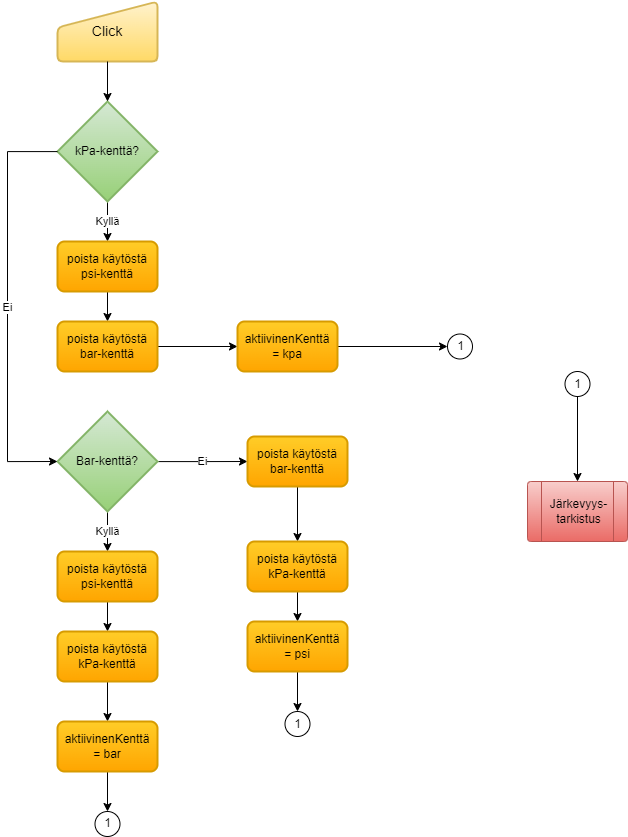 Click
kPa-kenttä?
Kyllä
poista käytöstä
psi-kenttä
Ei
poista käytöstä
bar-kenttä
aktiivinenKenttä
= kpa
1
1
Bar-kenttä?
Ei
poista käytöstä
bar-kenttä
Järkevyys-
tarkistus
Kyllä
poista käytöstä
psi-kenttä
poista käytöstä
kPa-kenttä
poista käytöstä
kPa-kenttä
aktiivinenKenttä
= psi
1
aktiivinenKenttä
= bar
1